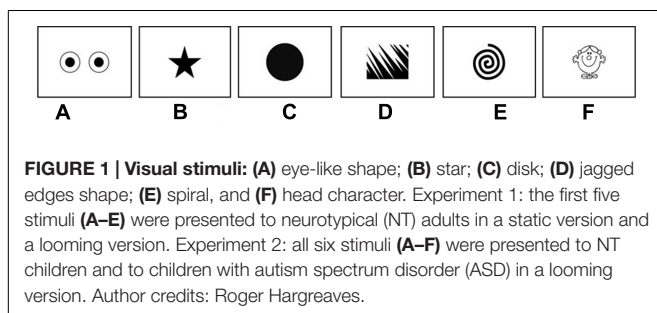 A B C D E F
FIGURE 1 | Visual stimuli: (A) eye-like shape; (B) star; (C) disk; (D) jagged
edges shape; (E) spiral, and (F) head character. Experiment 1: the first five
stimuli (A–E) were presented to neurotypical (NT) adults in a static version and
a looming version. Experiment 2: all six stimuli (A–F) were presented to NT
children and to children with autism spectrum disorder (ASD) in a looming
version. Author credits: Roger Hargreaves.